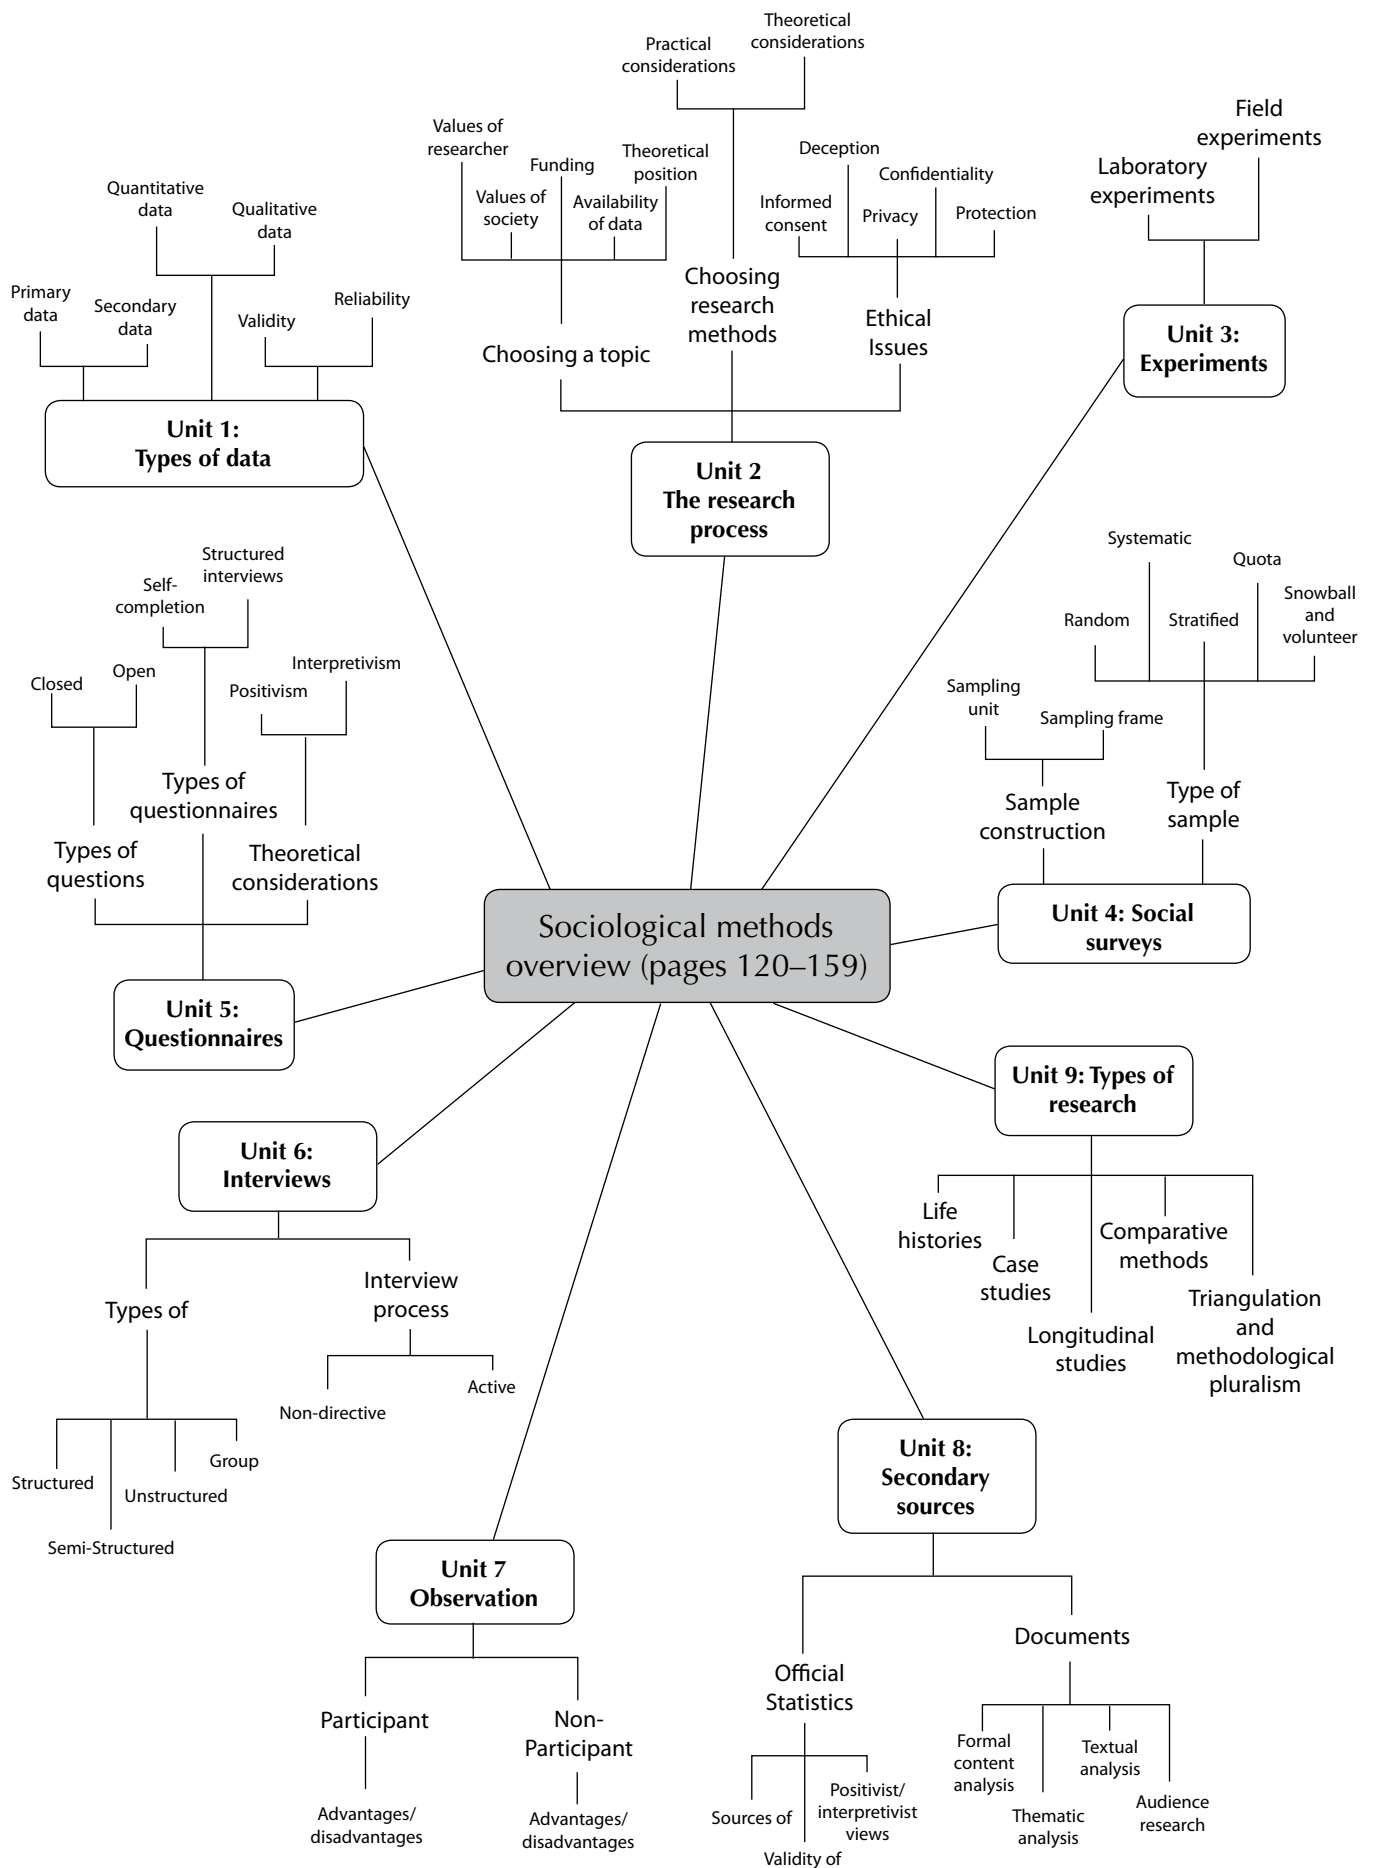 Theoretical
considerations
Practical
considerations
Values of
researcher
Funding
Theoretical
position
Values of
society
Availability
of data
Deception
Confidentiality
Informed
consent
Privacy
Protection
Choosing
research
methods
Choosing a topic
Ethical
Issues
Unit 2
The research
process
Field
experiments
Laboratory
experiments
Unit 3:
Experiments
Quantitative
data
Qualitative
data
Primary
data
Secondary
data
Validity
Reliability
Unit 1:
Types of data
Structured
interviews
Self-
completion
Closed
Open
Interpretivism
Positivism
Types of
questionnaires
Types of
questions
Theoretical
considerations
Unit 5:
Questionnaires
Systematic
Quota
Snowball
and
volunteer
Random
Stratified
Sampling
unit
Sampling frame
Sample
construction
Type of
sample
Unit 4: Social
surveys
Sociological methods
overview (pages 120–159)
Unit 9: Types of
research
Life
histories
Case
studies
Longitudinal
studies
Comparative
methods
Triangulation
and
methodological
pluralism
Unit 6:
Interviews
Types of
Interview
process
Non-directive
Active
Structured
Semi-Structured
Unstructured
Group
Unit 7
Observation
Participant
Non-
Participant
Advantages/
disadvantages
Advantages/
disadvantages
Unit 8:
Secondary
sources
Official
Statistics
Documents
Sources of
Validity of
Positivist/
interpretivist
views
Formal
content
analysis
Thematic
analysis
Textual
analysis
Audience
research